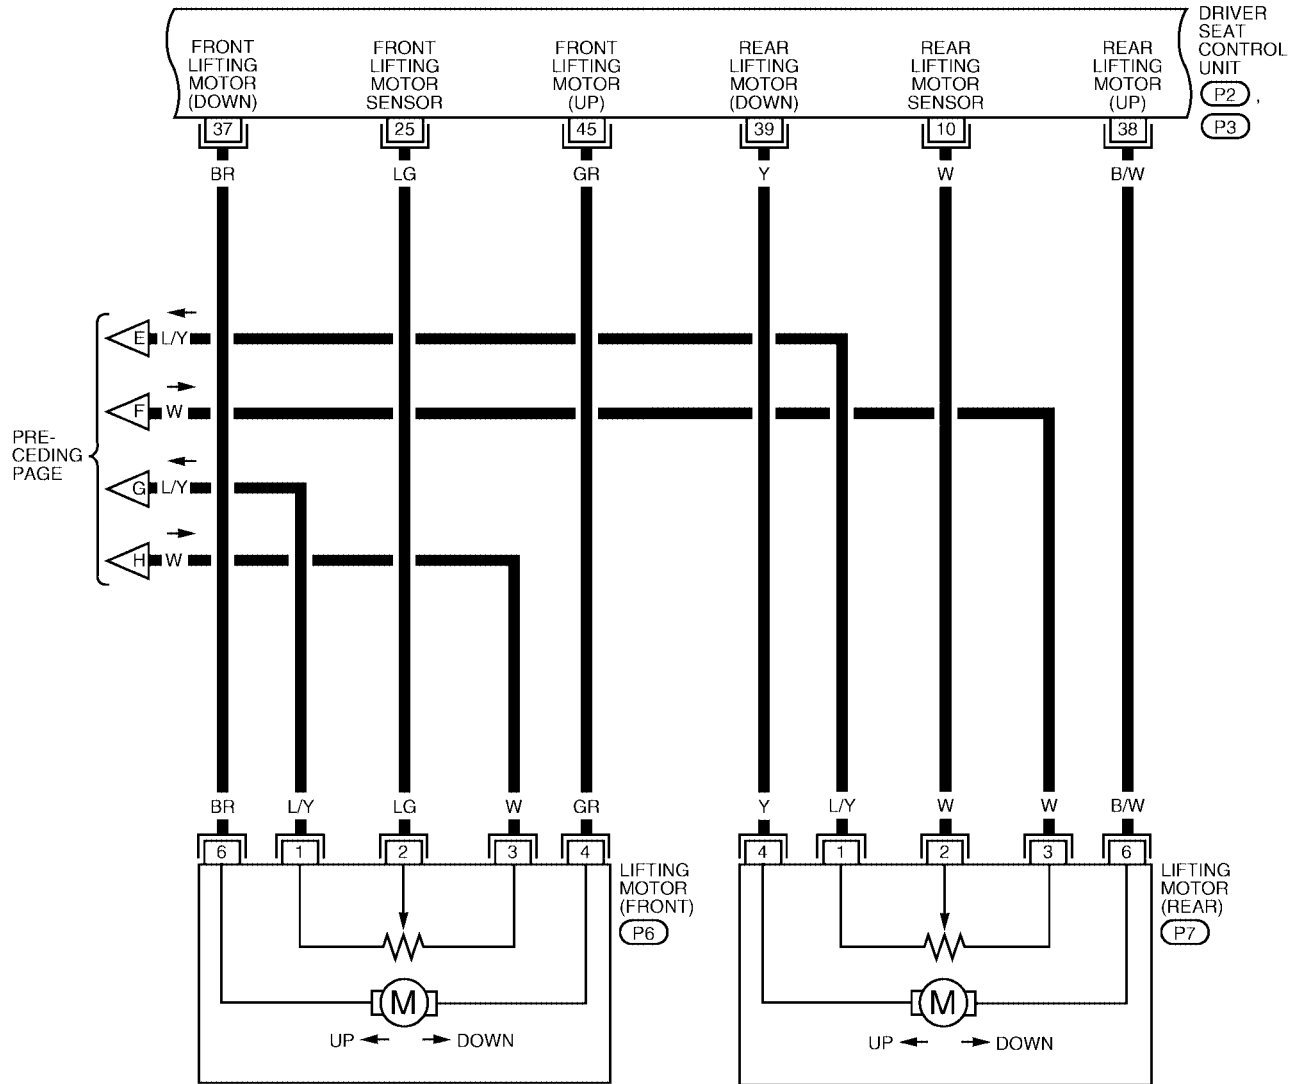 DRIVER
SEAT
CONTROL
UNIT
P2 ,
P3
FRONT
LIFTING
MOTOR
(DOWN)
FRONT
LIFTING
MOTOR
SENSOR
FRONT
LIFTING
MOTOR
(UP)
REAR
LIFTING
MOTOR
(DOWN)
REAR
LIFTING
MOTOR
SENSOR
REAR
LIFTING
MOTOR
(UP)
37 25 45 39 10 38
BR LG GR Y W B/W
PRE-
CEDING
PAGE
E L/Y
F W
G L/Y
H W
BR L/Y LG W GR Y L/Y W W B/W
6 1 2 3 4 4 1 2 3 6
LIFTING
MOTOR
(FRONT)
P6
LIFTING
MOTOR
(REAR)
P7
M M
UP DOWN UP DOWN